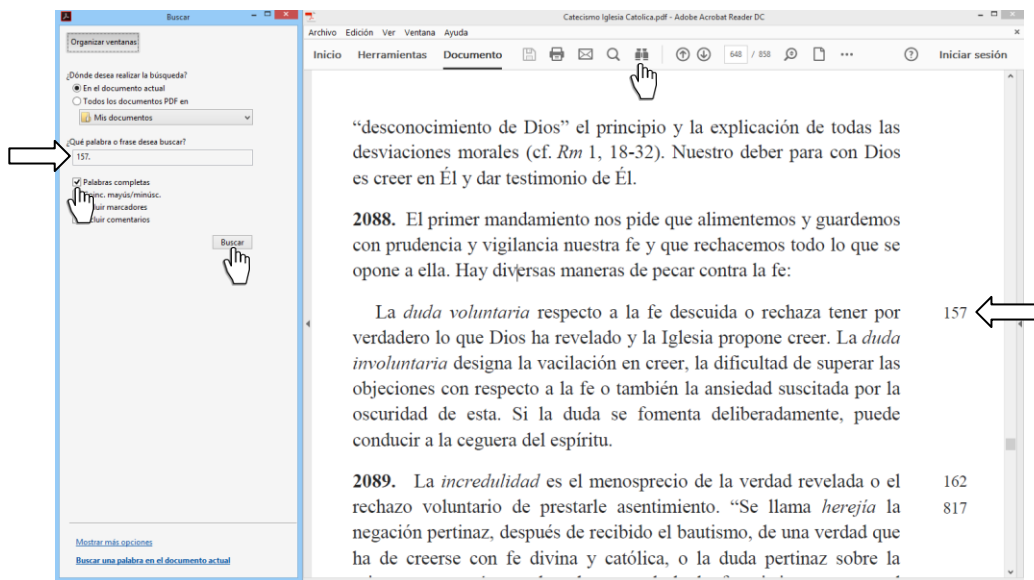 Buscar
Organizar ventanas
¿Dónde desea realizar la búsqueda?
En el documento actual
Todos los documentos PDF en
Mis documentos
¿Qué palabra o frase desea buscar?
157.
Palabras completas
mayús/minúsc.
marcadores
comentarios
Buscar
Mostrar más opciones
Buscar una palabra en el documento actual
Catecismo Iglesia Catolica.pdf - Adobe Acrobat Reader DC
Archivo Edición Ver Ventana Ayuda
Inicio Herramientas Documento 648 / 858 Iniciar sesión
“desconocimiento de Dios” el principio y la explicación de todas las
desviaciones morales (cf. Rm 1, 18-32). Nuestro deber para con Dios
es creer en Él y dar testimonio de Él.
2088. El primer mandamiento nos pide que alimentemos y guardemos
con prudencia y vigilancia nuestra fe y que rechacemos todo lo que se
opone a ella. Hay diversas maneras de pecar contra la fe:
La duda voluntaria respecto a la fe descuida o rechaza tener por 157
verdadero lo que Dios ha revelado y la Iglesia propone creer. La duda
involuntaria designa la vacilación en creer, la dificultad de superar las
objeciones con respecto a la fe o también la ansiedad suscitada por la
oscuridad de esta. Si la duda se fomenta deliberadamente, puede
conducir a la ceguera del espíritu.
2089. La incredulidad es el menosprecio de la verdad revelada o el 162
rechazo voluntario de prestarle asentimiento. “Se llama herejía la 817
negación pertinaz, después de recibido el bautismo, de una verdad que
ha de creerse con fe divina y católica, o la duda pertinaz sobre la